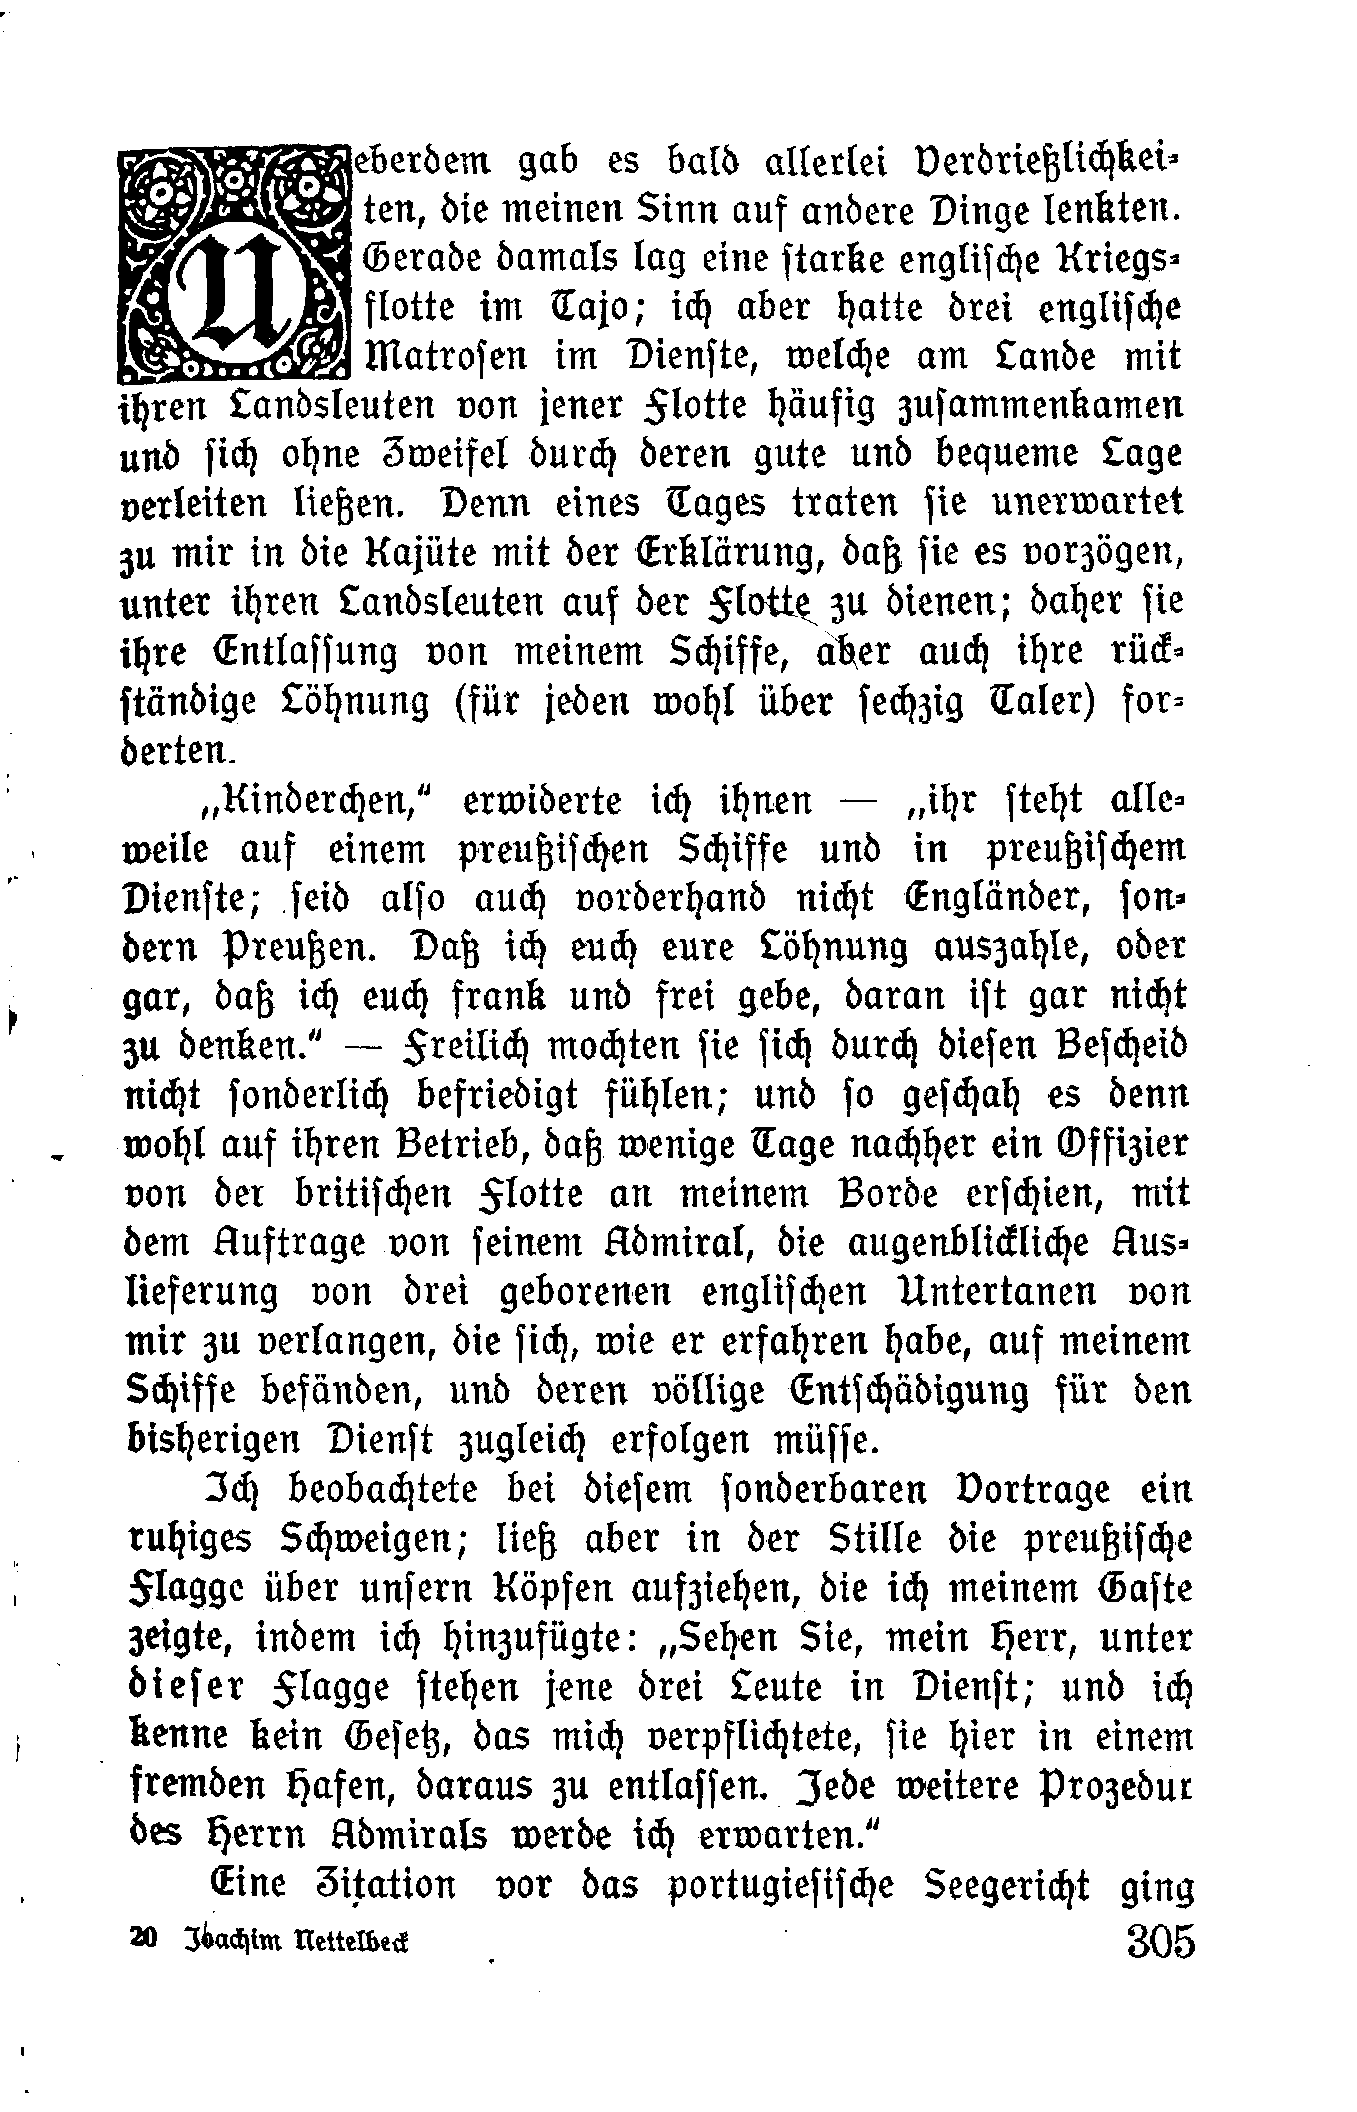 Ueberdem gab es bald allerlei Verdrießlichkei-
ten, die meinen Sinn auf andere Dinge lenkten.
Gerade damals lag eine starke englische Kriegs-
flotte im Tajo; ich aber hatte drei englische
Matrosen im Dienste, welche am Lande mit
ihren Landsleuten von jener Flotte häufig zusammenkamen
und sich ohne Zweifel durch deren gute und bequeme Lage
verleiten ließen. Denn eines Tages traten sie unerwartet
zu mir in die Kajüte mit der Erklärung, daß sie es vorzögen,
unter ihren Landsleuten auf der Flotte zu dienen; daher sie
ihre Entlassung von meinem Schiffe, aber auch ihre rück-
ständige Löhnung (für jeden wohl über sechzig Taler) for-
derten.
„Kinderchen,“ erwiderte ich ihnen — „ihr steht alle-
weile auf einem preußischen Schiffe und in preußischem
Dienste; seid also auch vorderhand nicht Engländer, son-
dern Preußen. Daß ich euch eure Löhnung auszahle, oder
gar, daß ich euch frank und frei gebe, daran ist gar nicht
zu denken.“ — Freilich mochten sie sich durch diesen Bescheid
nicht sonderlich befriedigt fühlen; und so geschah es denn
wohl auf ihren Betrieb, daß wenige Tage nachher ein Offizier
von der britischen Flotte an meinem Borde erschien, mit
dem Auftrage von seinem Admiral, die augenblickliche Aus-
lieferung von drei geborenen englischen Untertanen von
mir zu verlangen, die sich, wie er erfahren habe, auf meinem
Schiffe befänden, und deren völlige Entschädigung für den
bisherigen Dienst zugleich erfolgen müsse.
Ich beobachtete bei diesem sonderbaren Vortrage ein
ruhiges Schweigen; ließ aber in der Stille die preußische
Flagge über unsern Köpfen aufziehen, die ich meinem Gaste
zeigte, indem ich hinzufügte: „Sehen Sie, mein Herr, unter
dieser Flagge stehen jene drei Leute in Dienst; und ich
kenne kein Gesetz, das mich verpflichtete, sie hier in einem
fremden Hafen, daraus zu entlassen. Jede weitere Prozedur
des Herrn Admirals werde ich erwarten.“
Eine Zitation vor das portugiesische Seegericht ging
20 Joachim Nettelbeck 305